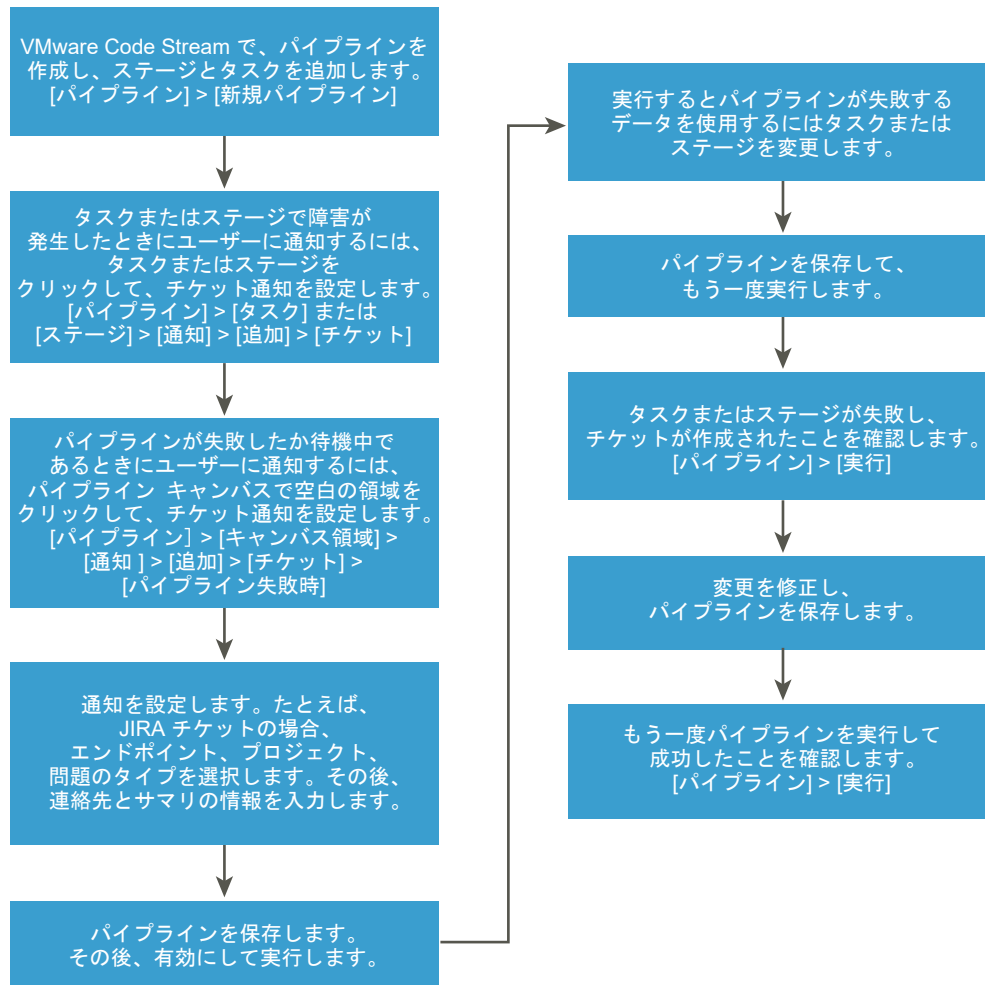 VMware Code Stream で、パイプラインを
作成し、ステージとタスクを追加します。
[パイプライン] > [新規パイプライン]
タスクまたはステージで障害が
発生したときにユーザーに通知するには、
タスクまたはステージを
クリックして、チケット通知を設定します。
[パイプライン] > [タスク] または
[ステージ] > [通知] > [追加] > [チケット]
パイプラインが失敗したか待機中で
あるときにユーザーに通知するには、
パイプライン キャンバスで空白の領域を
クリックして、チケット通知を設定します。
[パイプライン] > [キャンバス領域] >
[通知 ] > [追加] > [チケット] >
[パイプライン失敗時]
通知を設定します。たとえば、
JIRA チケットの場合、
エンドポイント、プロジェクト、
問題のタイプを選択します。その後、
連絡先とサマリの情報を入力します。
パイプラインを保存します。
その後、有効にして実行します。
実行するとパイプラインが失敗する
データを使用するにはタスクまたは
ステージを変更します。
パイプラインを保存して、
もう一度実行します。
タスクまたはステージが失敗し、
チケットが作成されたことを確認します。
[パイプライン] > [実行]
変更を修正し、
パイプラインを保存します。
もう一度パイプラインを実行して
成功したことを確認します。
[パイプライン] > [実行]